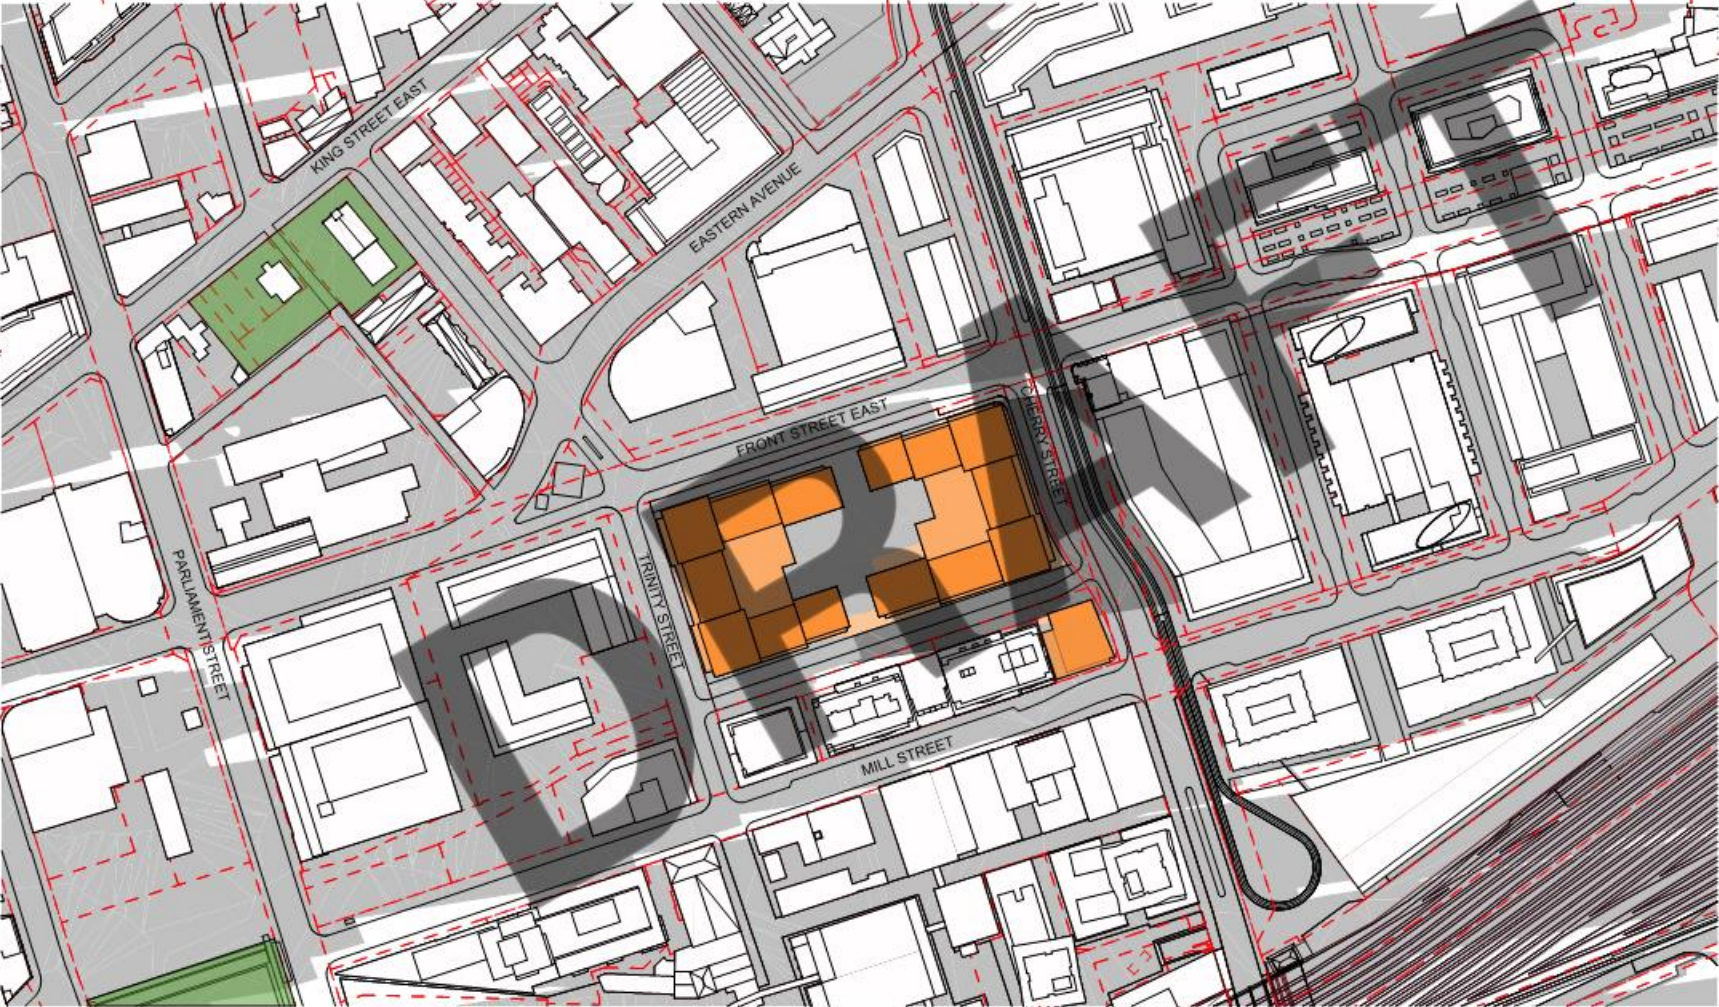 KING STREET EAST
EASTERN AVENUE
FRONT STREET EAST
CHERRY STREET
PARLIAMENT STREET
TRINITY STREET
MILL STREET
DRAFT